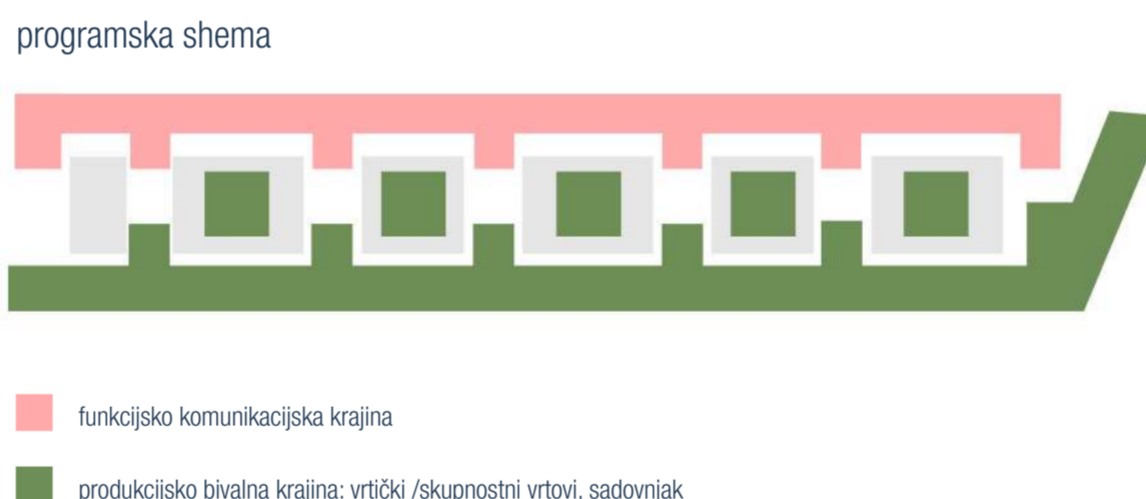 programska shema
funkcijsko komunikacijska krajina
produkcijsko bivalna krajina: vrtički /skupnostni vrtovi, sadovnjak